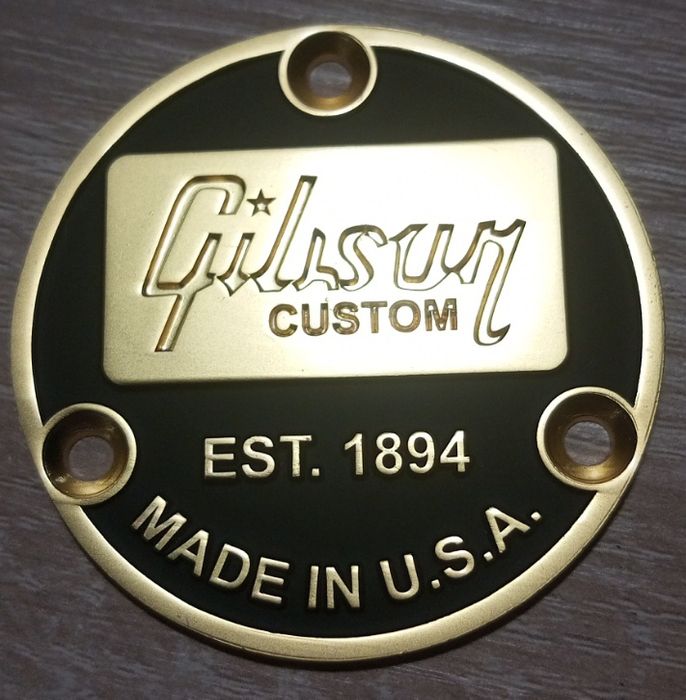 Gibson
CUSTOM
EST. 1894
MADE IN U.S.A.